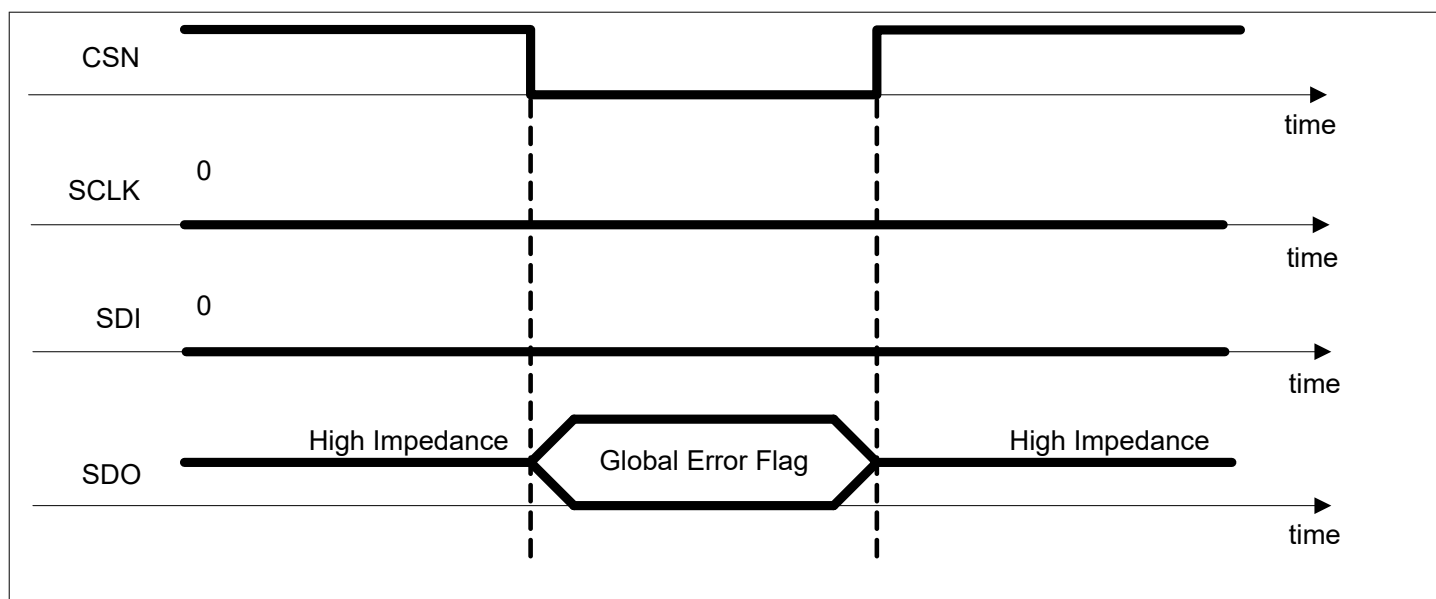 CSN
time
0
SCLK
time
0
SDI
time
High Impedance
Global Error Flag
High Impedance
SDO
time